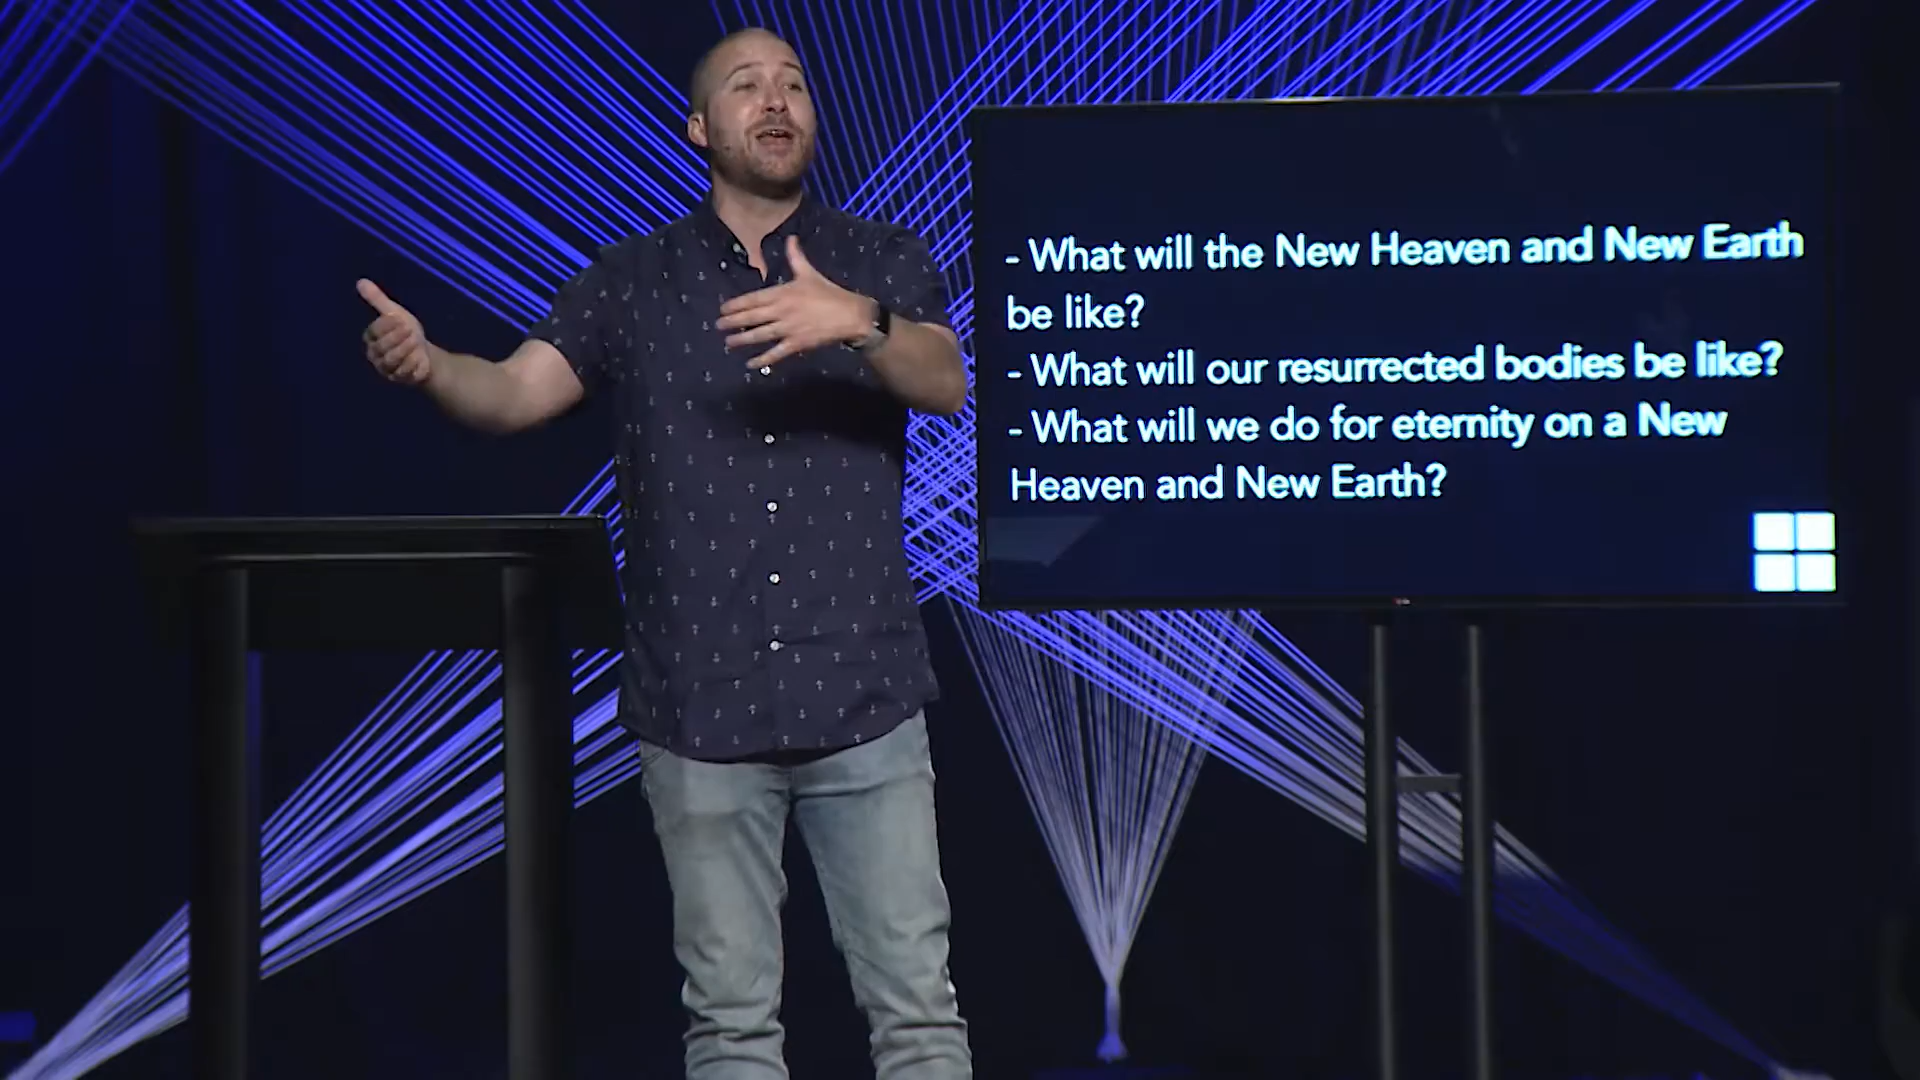 - What will the New Heaven and New Earth
be like?
- What will our resurrected bodies be like?
- What will we do for eternity on a New
Heaven and New Earth?